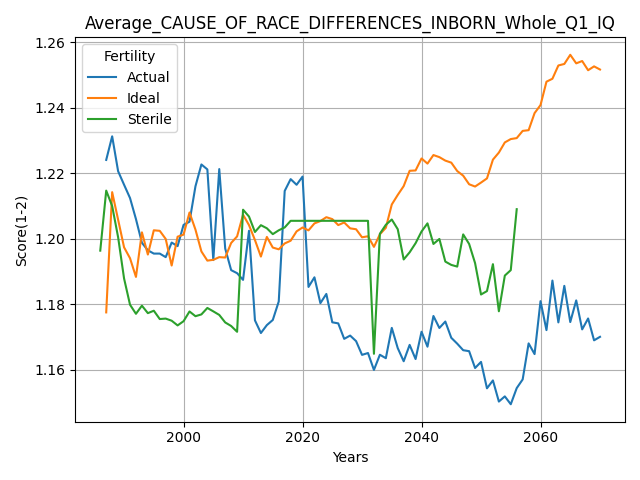 Average_CAUSE_OF_RACE_DIFFERENCES_INBORN_Whole_Q1_IQ
Fertility
Actual
Ideal
Sterile
1.26
1.24
1.22
1.20
1.18
1.16
Score(1-2)
2000
2020
2040
2060
Years